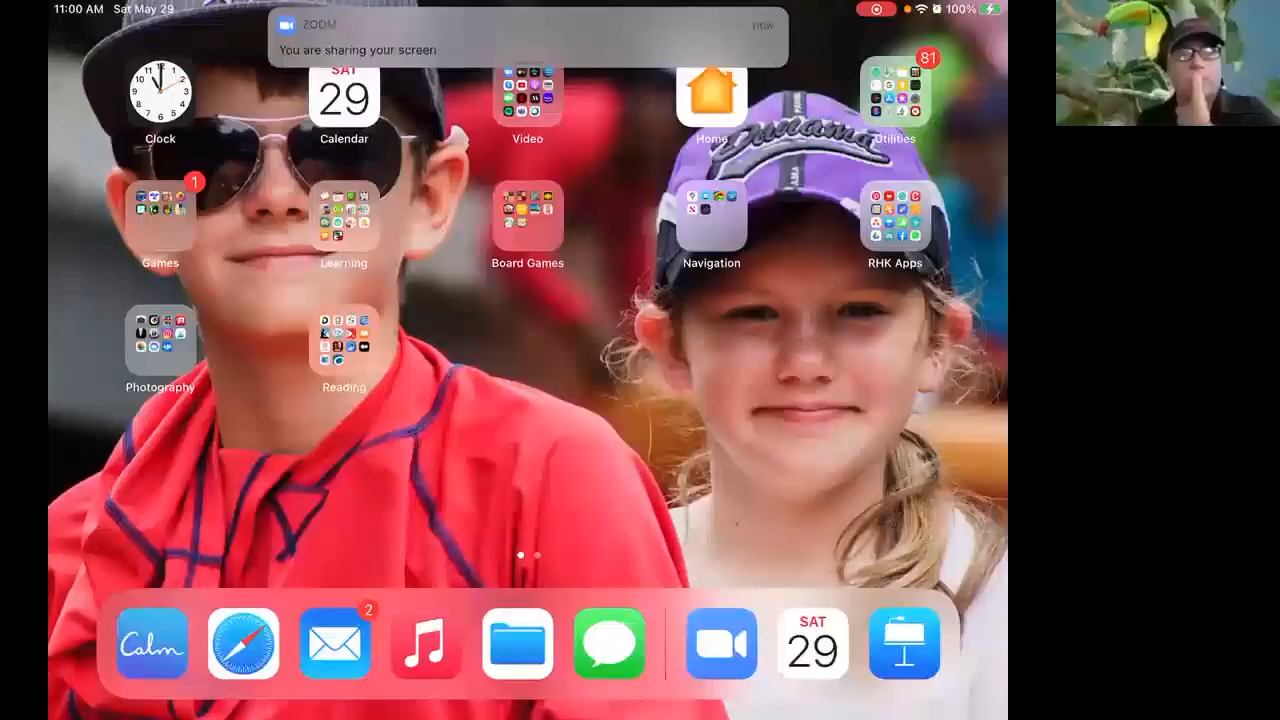 11:00 AM Sat May 29
100%
ZOOM
now
You are sharing your screen
81
SAT
29
Clock
Calendar
Video
Home
Utilities
Panama
1
Games
Learning
Board Games
Navigation
RHK Apps
Photography
Reading
2
Calm
SAT
29